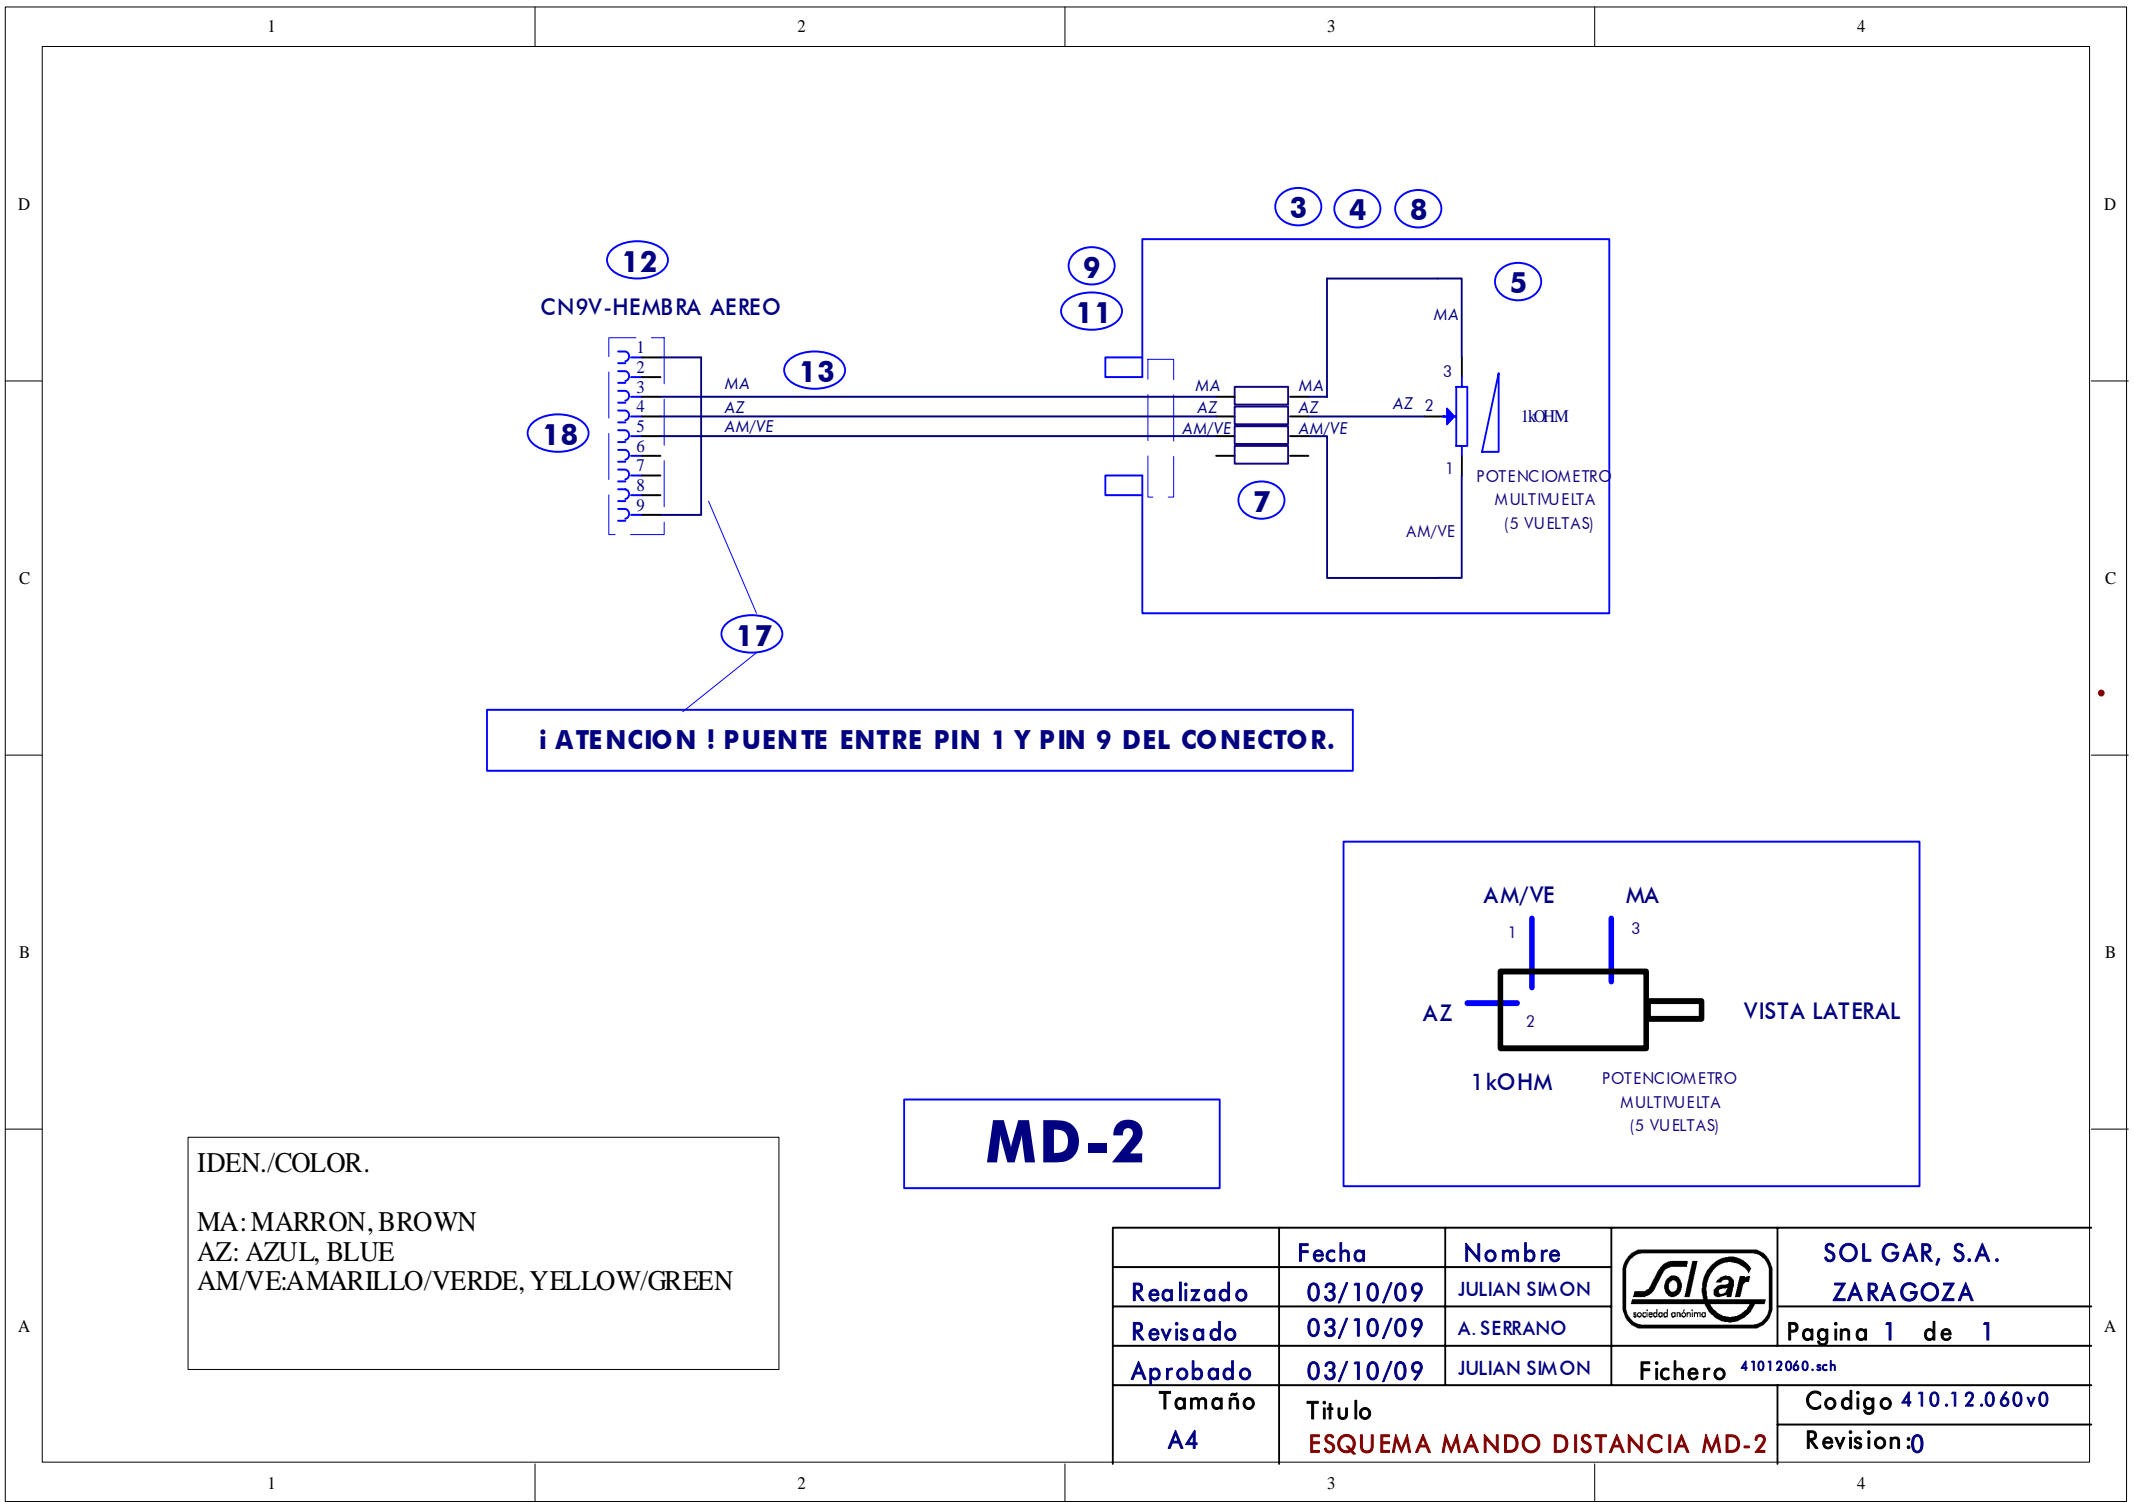 1 2 3 4
D D
3 4 8
12
CN9V-HEMBRA AEREO
9
11
5
1
2
3
4
5
6
7
8
9
13
18
MA
AZ
AM/VE
MA MA
AZ AZ
AM/VE AM/VE
7
MA
3
AZ 2
1
AM/VE
1kOHM
POTENCIOMETRO
MULTIVUELTA
(5 VUELTAS)
C C
17
¡ ATENCION ! PUENTE ENTRE PIN 1 Y PIN 9 DEL CONECTOR.
AM/VE MA
1 3
B B
AZ
2
VISTA LATERAL
1kOHM
POTENCIOMETRO
MULTIVUELTA
(5 VUELTAS)
MD-2
IDEN./COLOR.
MA: MARRON, BROWN
AZ: AZUL, BLUE
AM/VE:AMARILLO/VERDE, YELLOW/GREEN
A A
Fecha Nombre
Realizado 03/10/09 JULIAN SIMON
Revisado 03/10/09 A. SERRANO
Aprobado 03/10/09 JULIAN SIMON
Sol Gar
sociedad anónima
SOL GAR, S.A.
ZARAGOZA
Pagina 1 de 1
Fichero 41012060.sch
Tamaño
A4
Titulo
ESQUEMA MANDO DISTANCIA MD-2
Codigo 410.12.060v0
Revision:0
1 2 3 4